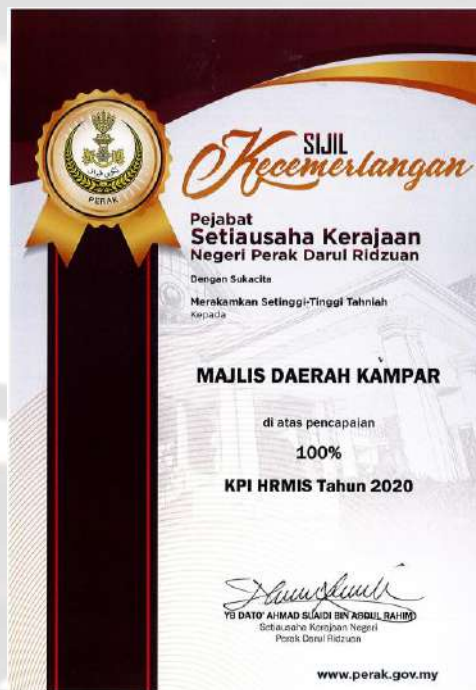 PERAK
SIJIL
Kecemerlangan
Pejabat
Setiausaha Kerajaan
Negeri Perak Darul Ridzuan
Dengan Sukacita
Merakamkan Setinggi-Tinggi Tahniah
Kepada
MAJLIS DAERAH KAMPAR
di atas pencapaian
100%
KPI HRMIS Tahun 2020
YB DATO' AHMAD SUAIDI BIN ABDUL RAHIM
Setiausaha Kerajaan Negeri
Perak Darul Ridzuan
www.perak.gov.my